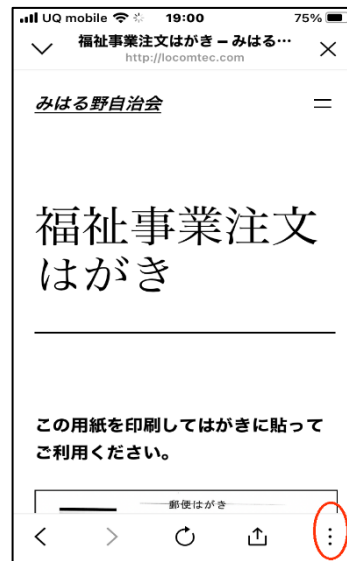 UQ mobile 19:00 75%
福祉事業注文はがき – みはる…
http://locomtec.com
みはる野自治会
福祉事業注文
はがき
この用紙を印刷してはがきに貼って
ご利用ください。
郵便はがき